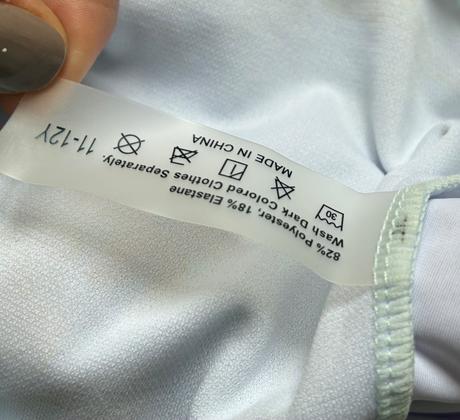 82% Polyester, 18% Elastane
Wash Dark Colored Clothes Separately.
30
MADE IN CHINA
11-12Y